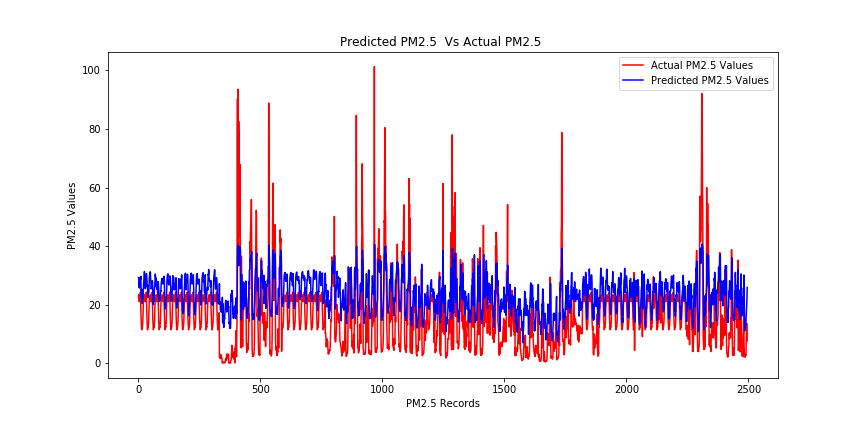 Predicted PM2.5  Vs Actual PM2.5
Actual PM2.5 Values
Predicted PM2.5 Values
100
80
60
40
20
0
PM2.5 Values
0 500 1000 1500 2000 2500
PM2.5 Records